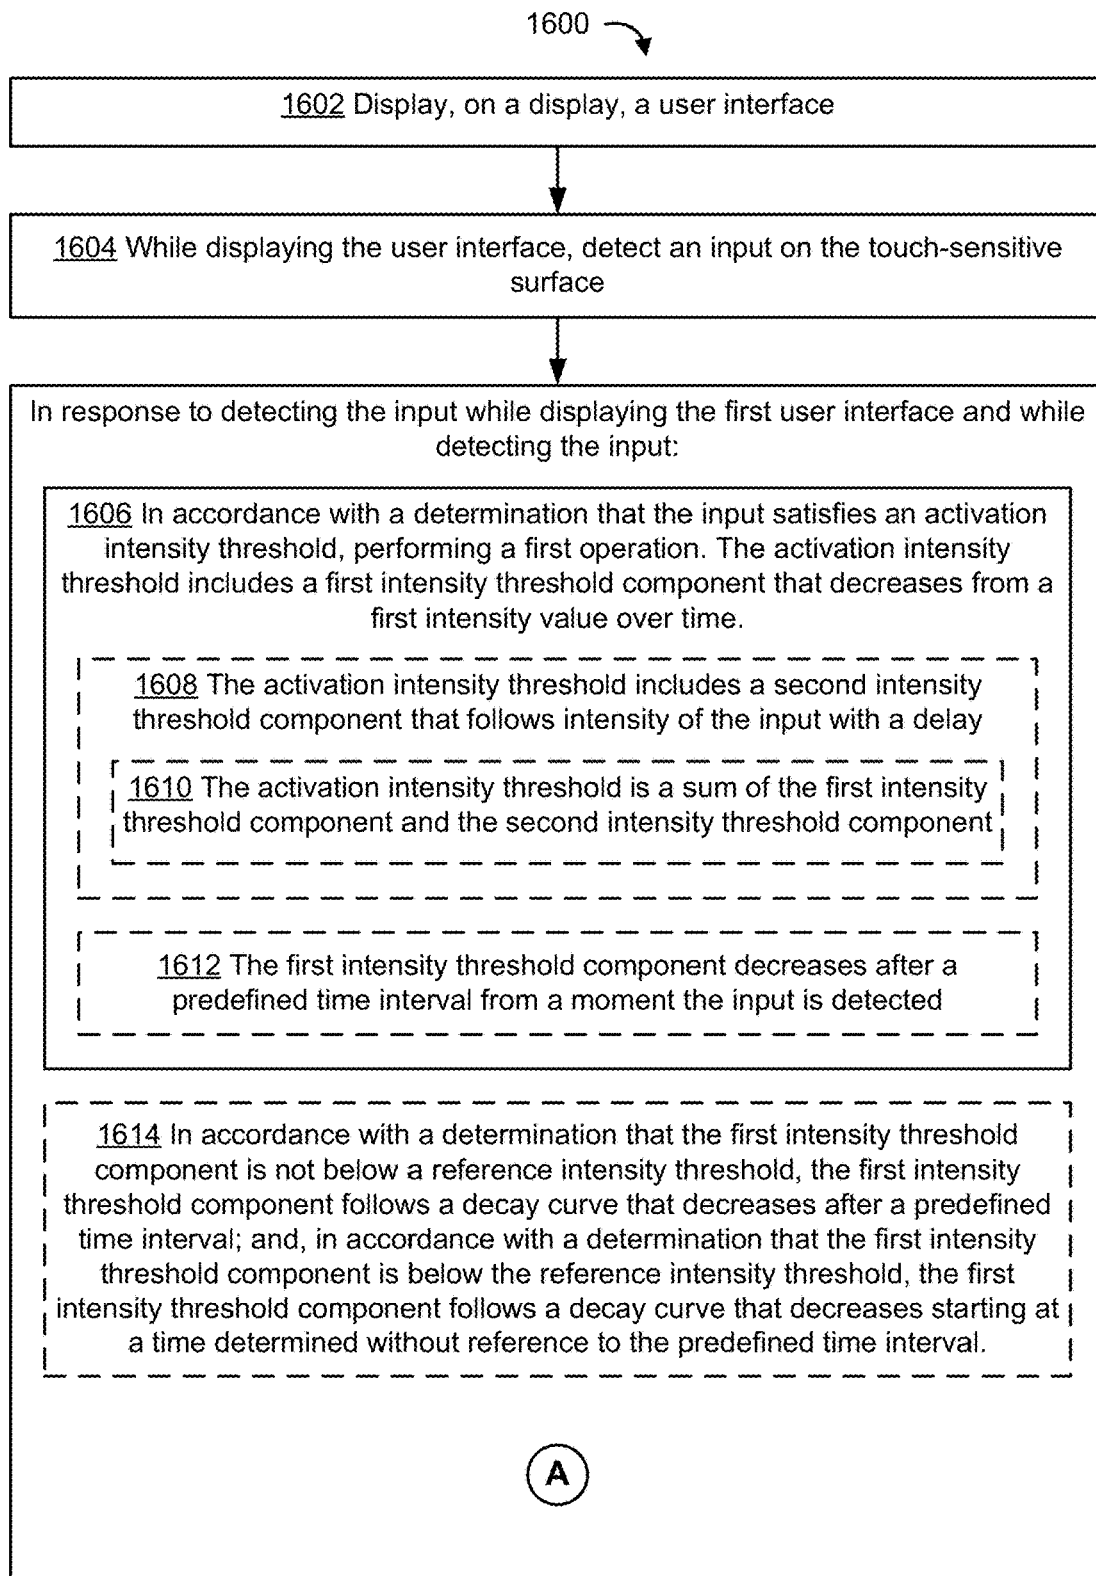 1600
1602 Display, on a display, a user interface
1604 While displaying the user interface, detect an input on the touch-sensitive
surface
In response to detecting the input while displaying the first user interface and while
detecting the input:
1606 In accordance with a determination that the input satisfies an activation
intensity threshold, performing a first operation. The activation intensity
threshold includes a first intensity threshold component that decreases from a
first intensity value over time.
1608 The activation intensity threshold includes a second intensity
threshold component that follows intensity of the input with a delay
1610 The activation intensity threshold is a sum of the first intensity
threshold component and the second intensity threshold component
1612 The first intensity threshold component decreases after a
predefined time interval from a moment the input is detected
1614 In accordance with a determination that the first intensity threshold
component is not below a reference intensity threshold, the first intensity
threshold component follows a decay curve that decreases after a predefined
time interval; and, in accordance with a determination that the first intensity
threshold component is below the reference intensity threshold, the first
intensity threshold component follows a decay curve that decreases starting at
a time determined without reference to the predefined time interval.
A